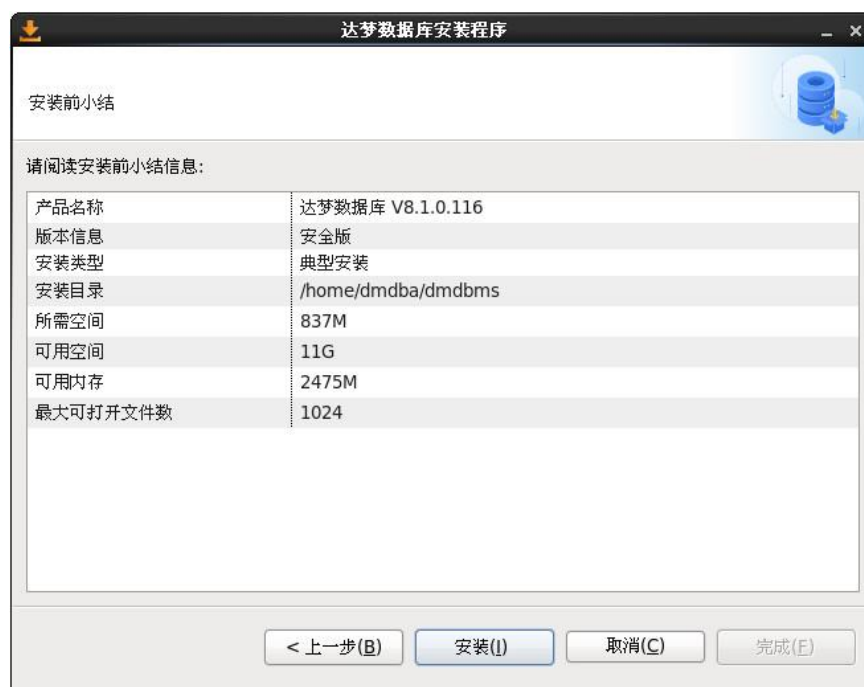 达梦数据库安装程序
安装前小结
请阅读安装前小结信息:
产品名称 达梦数据库 V8.1.0.116
版本信息 安全版
安装类型 典型安装
安装目录 /home/dmdba/dmdbms
所需空间 837M
可用空间 11G
可用内存 2475M
最大可打开文件数 1024
< 上一步(B) 安装(I) 取消(C) 完成(F)